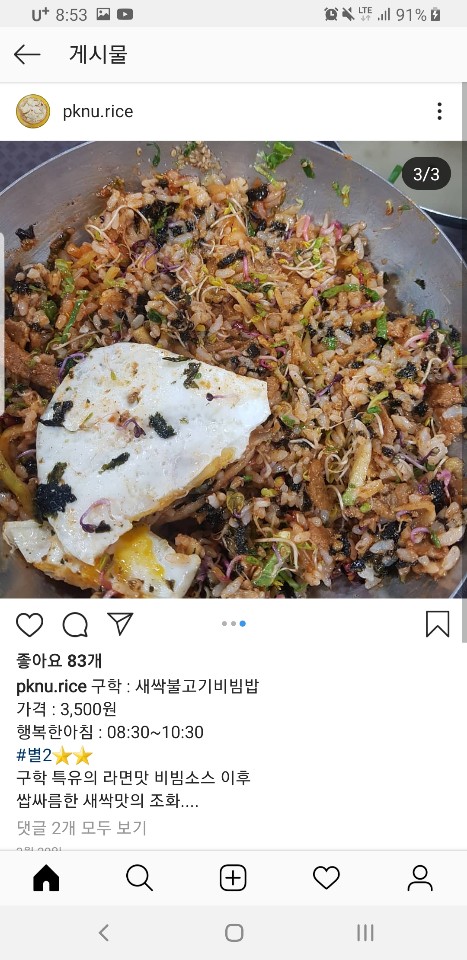 U+ 8:53 LTE 91%
게시물
pknu.rice
3/3
좋아요 83개
pknu.rice 구학 : 새싹불고기비빔밥
가격 : 3,500원
행복한아침 : 08:30~10:30
#별2⭐⭐
구학 특유의 라면맛 비빔소스 이후
쌉싸름한 새싹맛의 조화....
댓글 2개 모두 보기